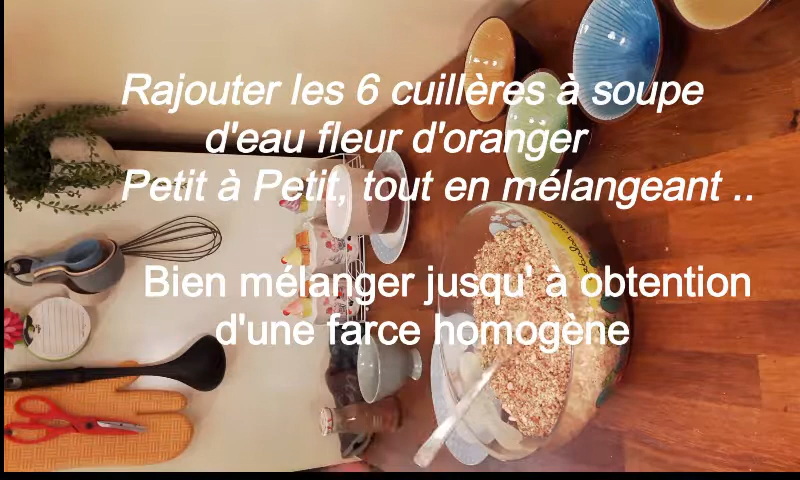 Rajouter les 6 cuillères à soupe
d'eau fleur d'oranger
Petit à Petit, tout en mélangeant ..
Bien mélanger jusqu' à obtention
d'une farce homogène